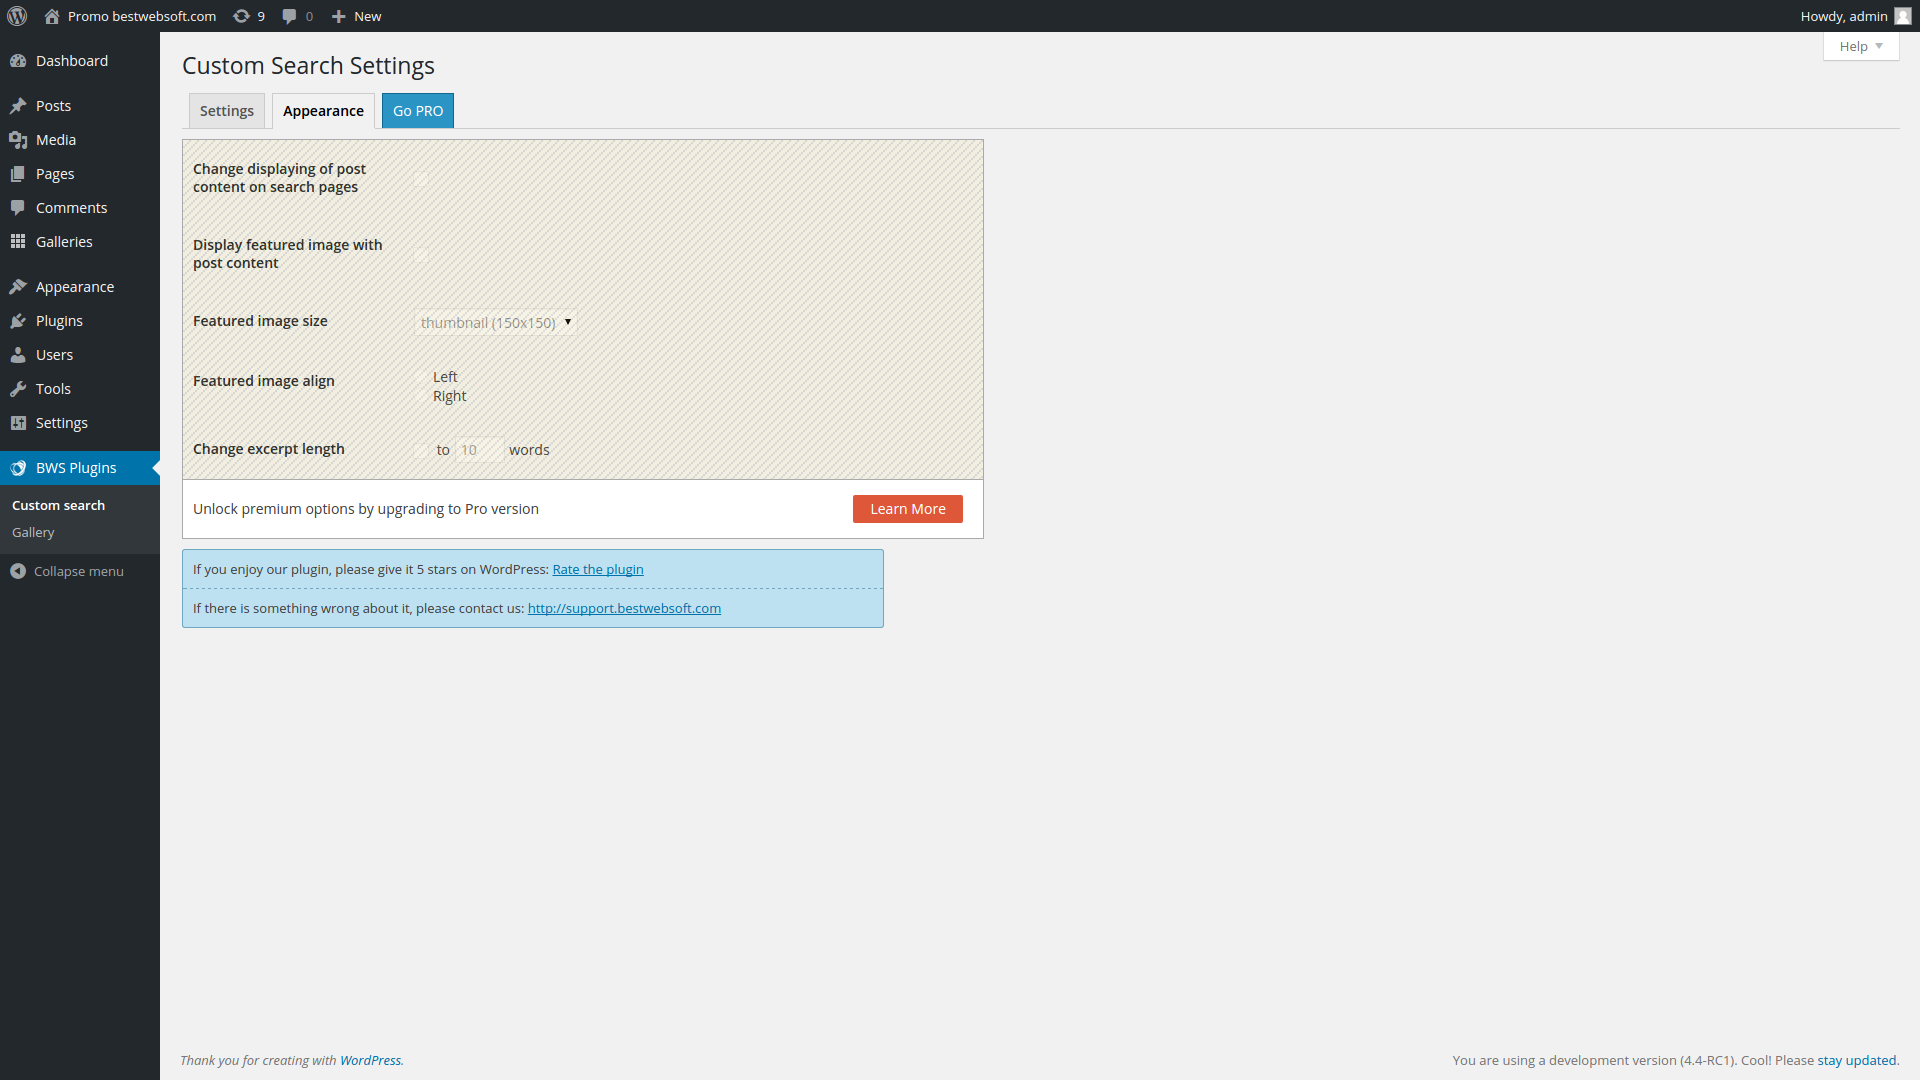 Promo bestwebsoft.com 9 0 New Howdy, admin
Help
Dashboard
Posts
Media
Pages
Comments
Galleries
Appearance
Plugins
Users
Tools
Settings
BWS Plugins
Custom search
Gallery
Collapse menu
Custom Search Settings
Settings Appearance Go PRO
Change displaying of post
content on search pages
Display featured image with
post content
Featured image size thumbnail (150x150)
Featured image align Left
Right
Change excerpt length to 10 words
Unlock premium options by upgrading to Pro version Learn More
If you enjoy our plugin, please give it 5 stars on WordPress: Rate the plugin
If there is something wrong about it, please contact us: http://support.bestwebsoft.com
Thank you for creating with WordPress. You are using a development version (4.4-RC1). Cool! Please stay updated.